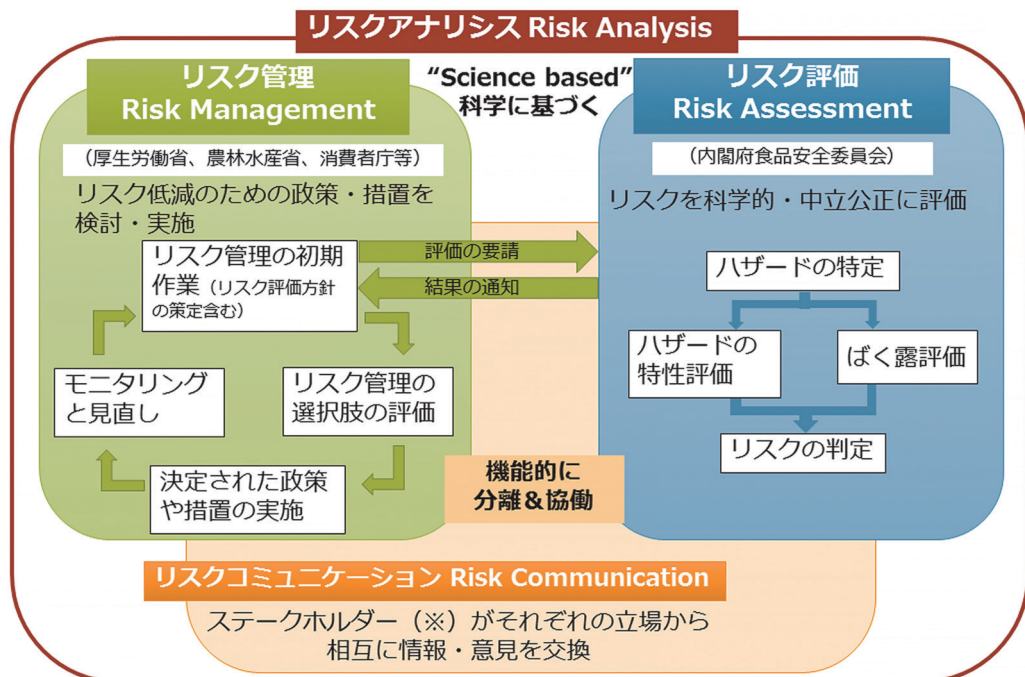 リスクアナリシス Risk Analysis
リスク管理
Risk Management
（厚生労働省、農林水産省、消費者庁等）
リスク低減のための政策・措置を
検討・実施
リスク管理の初期
作業（リスク評価方針
の策定含む）
リスク管理の
選択肢の評価
決定された政策
や措置の実施
モニタリング
と見直し
“Science based”
科学に基づく
評価の要請
結果の通知
機能的に
分離＆協働
リスク評価
Risk Assessment
（内閣府食品安全委員会）
リスクを科学的・中立公正に評価
ハザードの特定
ハザードの
特性評価
ばく露評価
リスクの判定
リスクコミュニケーション Risk Communication
ステークホルダー（※）がそれぞれの立場から
相互に情報・意見を交換